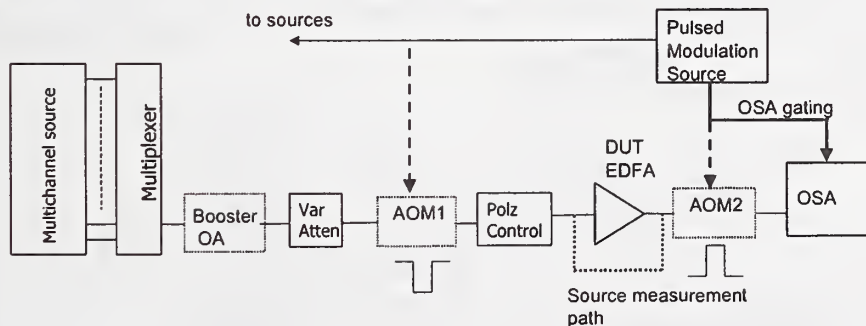 to sources
Pulsed
Modulation
Source
OSA gating
Multichannel source
Multiplexer
Booster
OA
Var
Atten
AOM1
Polz
Control
DUT
EDFA
AOM2
OSA
Source measurement
path